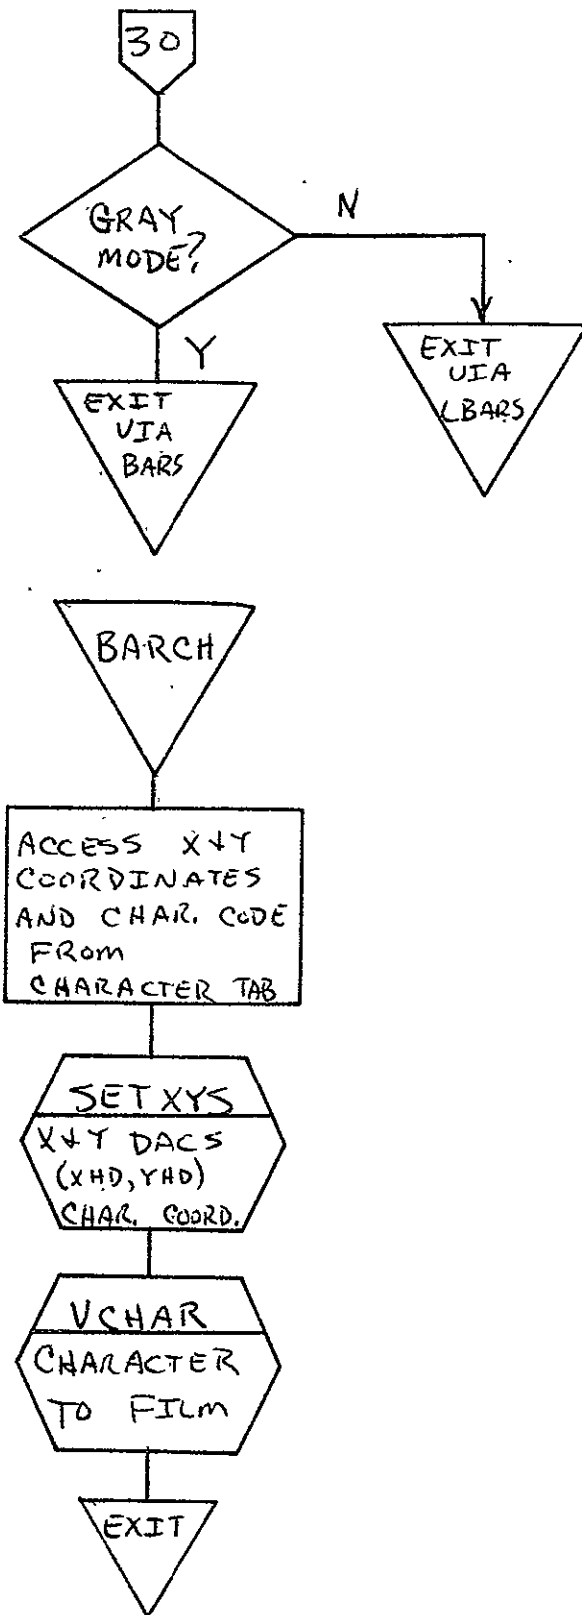 30
GRAY
MODE?
N
Y
EXIT
VIA
BARS
EXIT
VIA
LBARS
BARCH
ACCESS X & Y
COORDINATES
AND CHAR. CODE
FROM
CHARACTER TAB
SETXYS
X & Y DACS
(XHD, YHD)
CHAR. COORD.
VCHAR
CHARACTER
TO FILM
EXIT